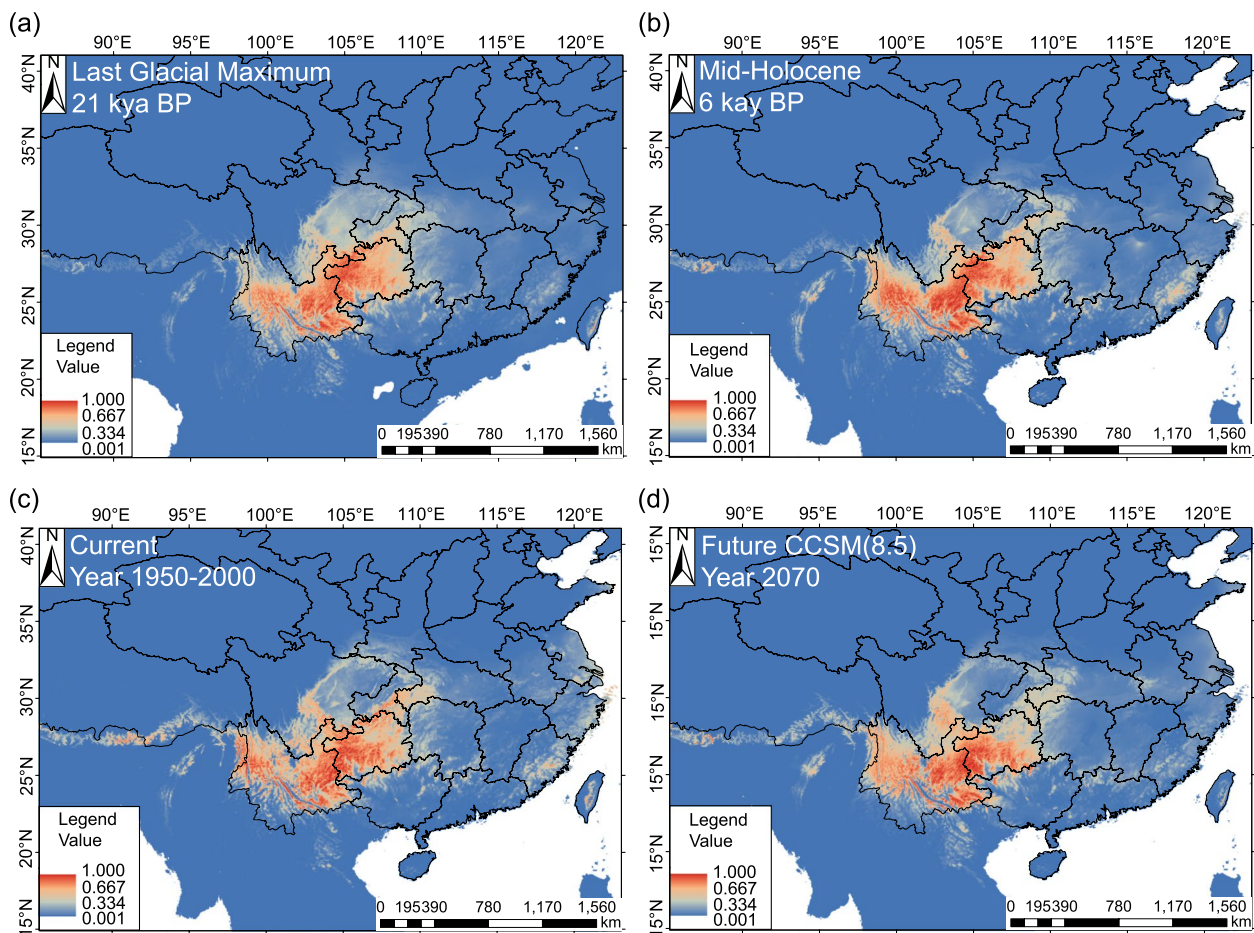 (a)
90°E 95°E 100°E 105°E 110°E 115°E 120°E
40°N
35°N
30°N
25°N
20°N
15°N
N
Last Glacial Maximum
21 kya BP
Legend
Value
1.000
0.667
0.334
0.001
0 195390 780 1,170 1,560
km
(b)
90°E 95°E 100°E 105°E 110°E 115°E 120°E
40°N
35°N
30°N
25°N
20°N
15°N
N
Mid-Holocene
6 kay BP
Legend
Value
1.000
0.667
0.334
0.001
0 195390 780 1,170 1,560
km
(c)
90°E 95°E 100°E 105°E 110°E 115°E 120°E
40°N
35°N
30°N
25°N
20°N
15°N
N
Current
Year 1950-2000
Legend
Value
1.000
0.667
0.334
0.001
0 195390 780 1,170 1,560
km
(d)
90°E 95°E 100°E 105°E 110°E 115°E 120°E
15°N
15°N
15°N
15°N
15°N
15°N
N
Future CCSM(8.5)
Year 2070
Legend
Value
1.000
0.667
0.334
0.001
0 195390 780 1,170 1,560
km